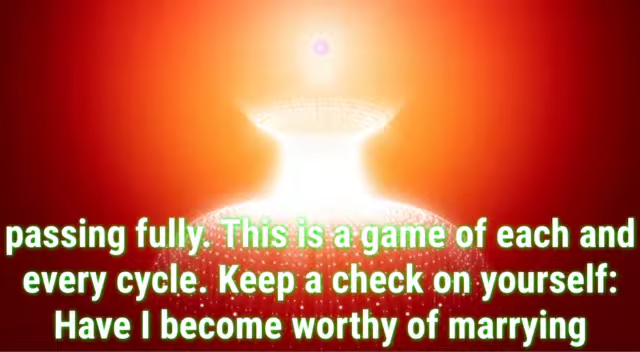 passing fully. This is a game of each and
every cycle. Keep a check on yourself:
Have I become worthy of marrying